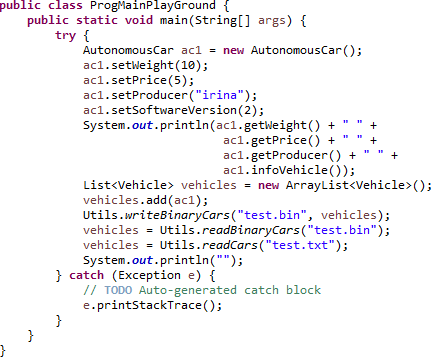 public class ProgMainPlayGround {
    public static void main(String[] args) {
        try {
            AutonomousCar ac1 = new AutonomousCar();
            ac1.setWeight(10);
            ac1.setPrice(5);
            ac1.setProducer("irina");
            ac1.setSoftwareVersion(2);
            System.out.println(ac1.getWeight() + " " +
                                ac1.getPrice() + " " +
                                ac1.getProducer() + " " +
                                ac1.infoVehicle());
            List<Vehicle> vehicles = new ArrayList<Vehicle>();
            vehicles.add(ac1);
            Utils.writeBinaryCars("test.bin", vehicles);
            vehicles = Utils.readBinaryCars("test.bin");
            vehicles = Utils.readCars("test.txt");
            System.out.println("");
        } catch (Exception e) {
            // TODO Auto-generated catch block
            e.printStackTrace();
        }
    }
}